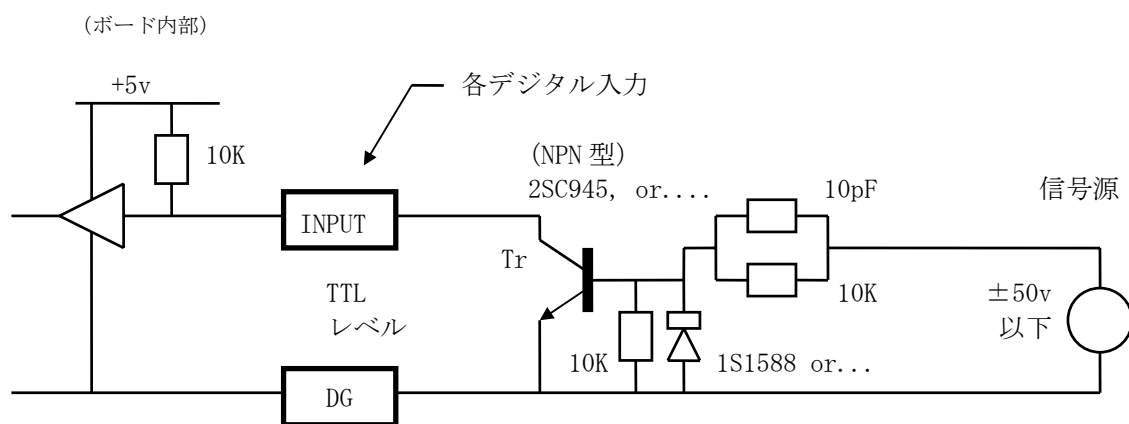 (ボード内部)
+5v
各デジタル入力
10K
(NPN 型)
2SC945, or....
10pF
信号源
INPUT
Tr
10K
TTL
レベル
±50v
以下
10K
1S1588 or...
DG